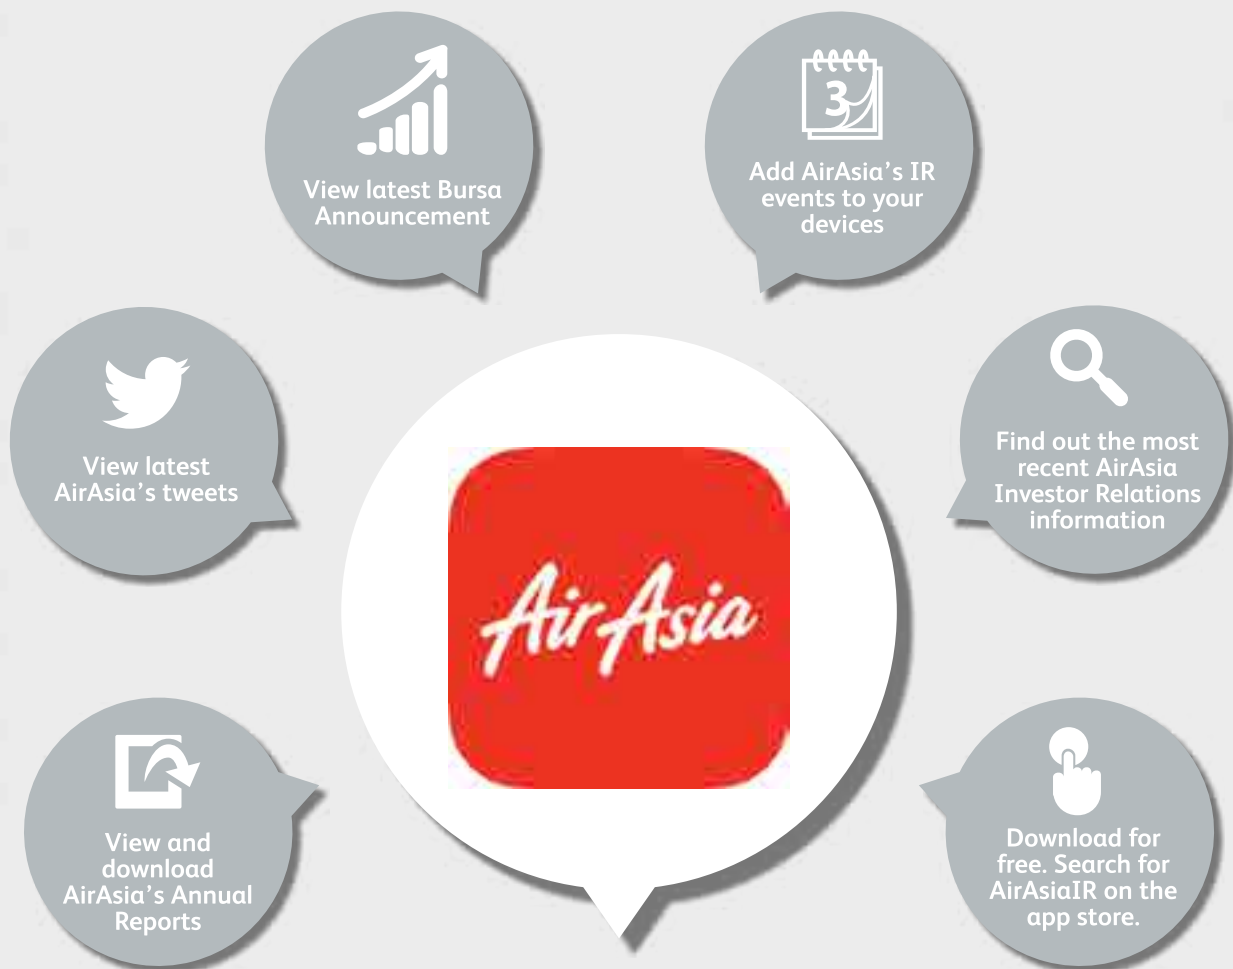 View latest Bursa
Announcement
3
Add AirAsia's IR
events to your
devices
View latest
AirAsia's tweets
Find out the most
recent AirAsia
Investor Relations
information
AirAsia
View and
download
AirAsia's Annual
Reports
Download for
free. Search for
AirAsiaIR on the
app store.